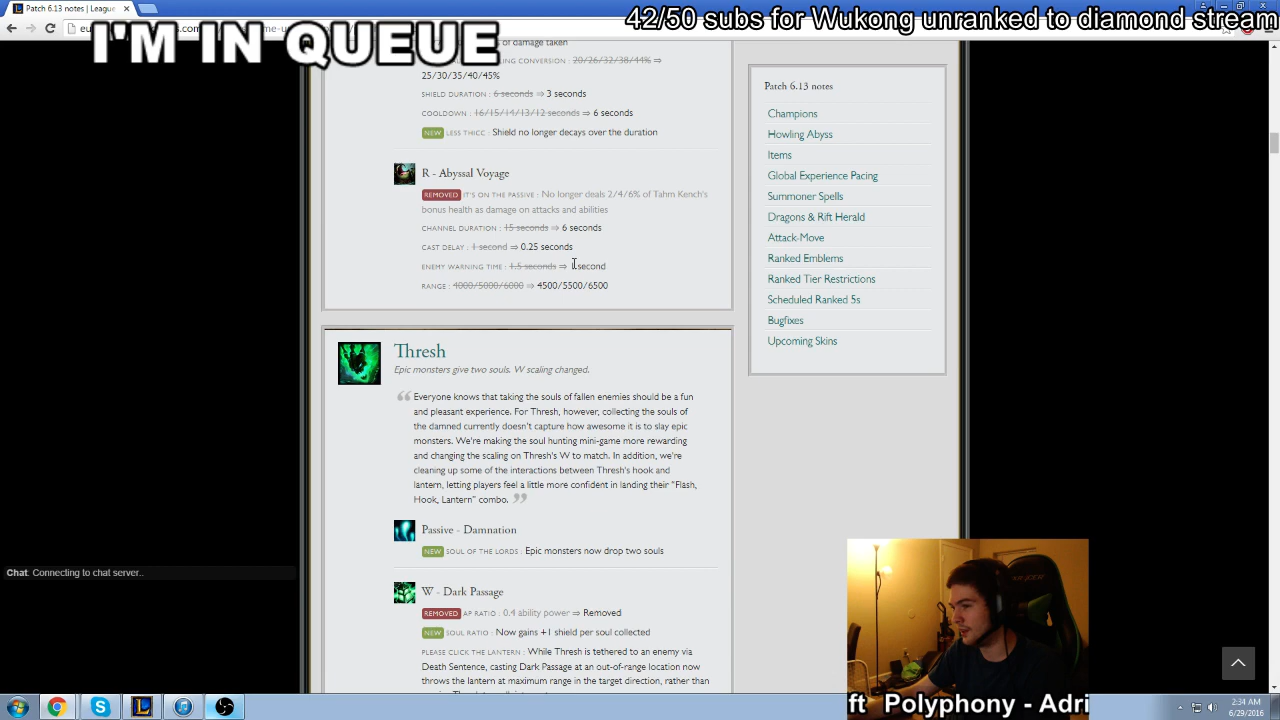 Patch 6.13 notes | League
42/50 subs for Wukong unranked to diamond stream
I'M IN QUEUE
of damage taken
CONVERSION : 20/26/32/38/44% ⇒
25/30/35/40/45%
SHIELD DURATION : 6 seconds ⇒ 3 seconds
COOLDOWN : 16/15/14/13/12 seconds ⇒ 6 seconds
NEW LESS THICC : Shield no longer decays over the duration
R - Abyssal Voyage
REMOVED IT'S ON THE PASSIVE : No longer deals 2/4/6% of Tahm Kench's
bonus health as damage on attacks and abilities
CHANNEL DURATION : 15 seconds ⇒ 6 seconds
CAST DELAY : 1 second ⇒ 0.25 seconds
ENEMY WARNING TIME : 1.5 seconds ⇒ second
RANGE : 4000/5000/6000 ⇒ 4500/5500/6500
Thresh
Epic monsters give two souls. W scaling changed.
Everyone knows that taking the souls of fallen enemies should be a fun
and pleasant experience. For Thresh, however, collecting the souls of
the damned currently doesn't capture how awesome it is to slay epic
monsters. We're making the soul hunting mini-game more rewarding
and changing the scaling on Thresh's W to match. In addition, we're
cleaning up some of the interactions between Thresh's hook and
lantern, letting players feel a little more confident in landing their "Flash,
Hook, Lantern" combo.
Passive - Damnation
NEW SOUL OF THE LORDS : Epic monsters now drop two souls
W - Dark Passage
REMOVED AP RATIO : 0.4 ability power ⇒ Removed
NEW SOUL RATIO : Now gains +1 shield per soul collected
PLEASE CLICK THE LANTERN : While Thresh is tethered to an enemy via
Death Sentence, casting Dark Passage at an out-of-range location now
throws the lantern at maximum range in the target direction, rather than
Patch 6.13 notes
Champions
Howling Abyss
Items
Global Experience Pacing
Summoner Spells
Dragons & Rift Herald
Attack-Move
Ranked Emblems
Ranked Tier Restrictions
Scheduled Ranked 5s
Bugfixes
Upcoming Skins
Chat: Connecting to chat server..
ft Polyphony - Adri
2:34 AM
6/29/2016